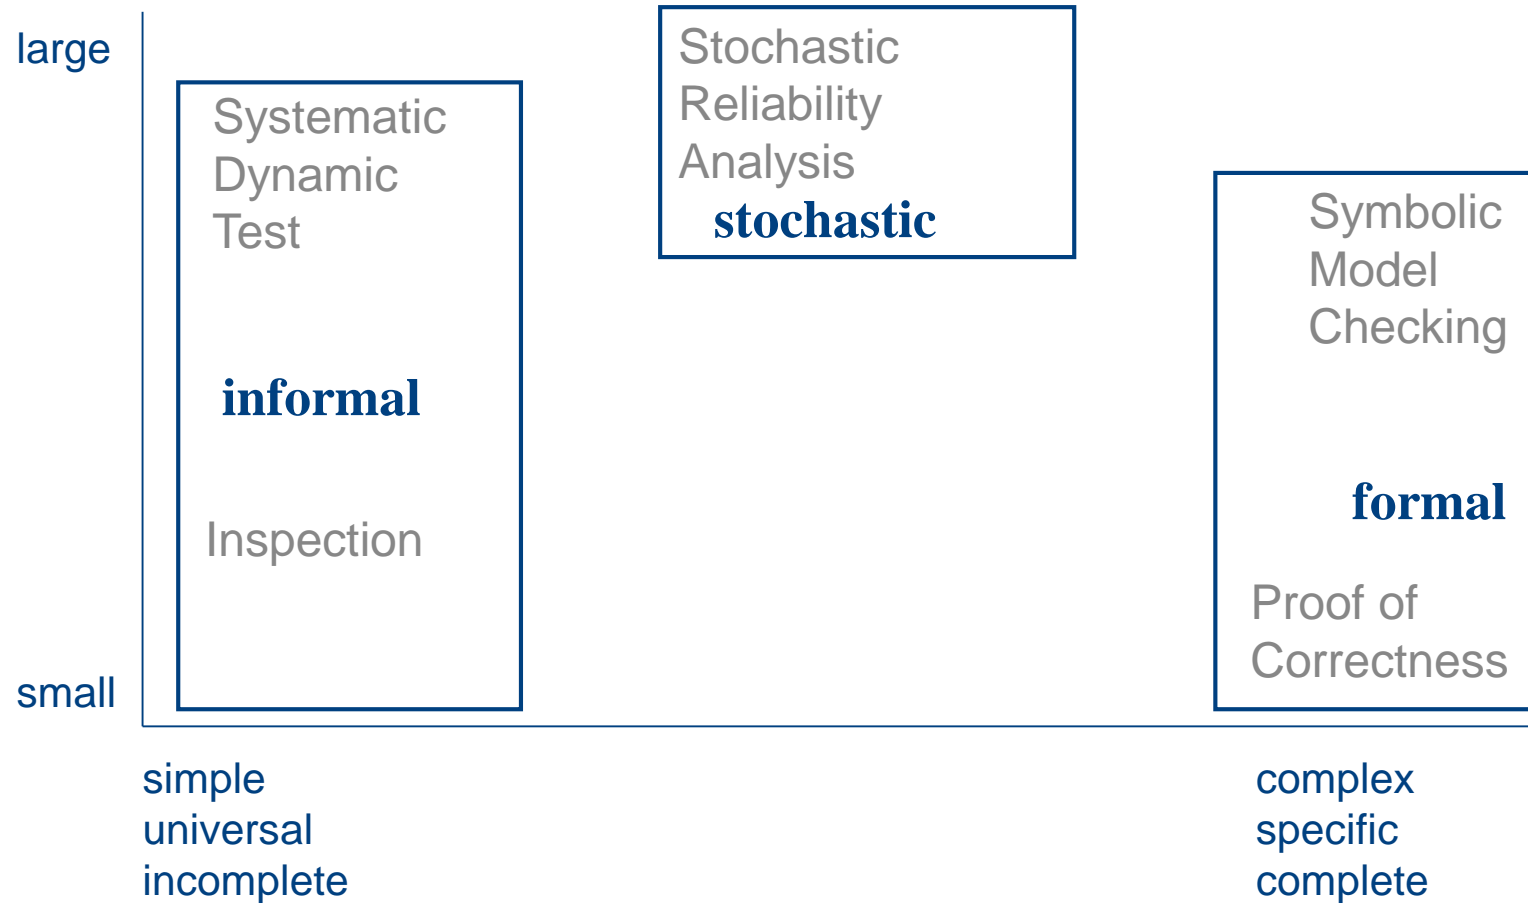 large
Systematic
Dynamic
Test
informal
Inspection
small
Stochastic
Reliability
Analysis
stochastic
Symbolic
Model
Checking
formal
Proof of
Correctness
simple
universal
incomplete
complex
specific
complete